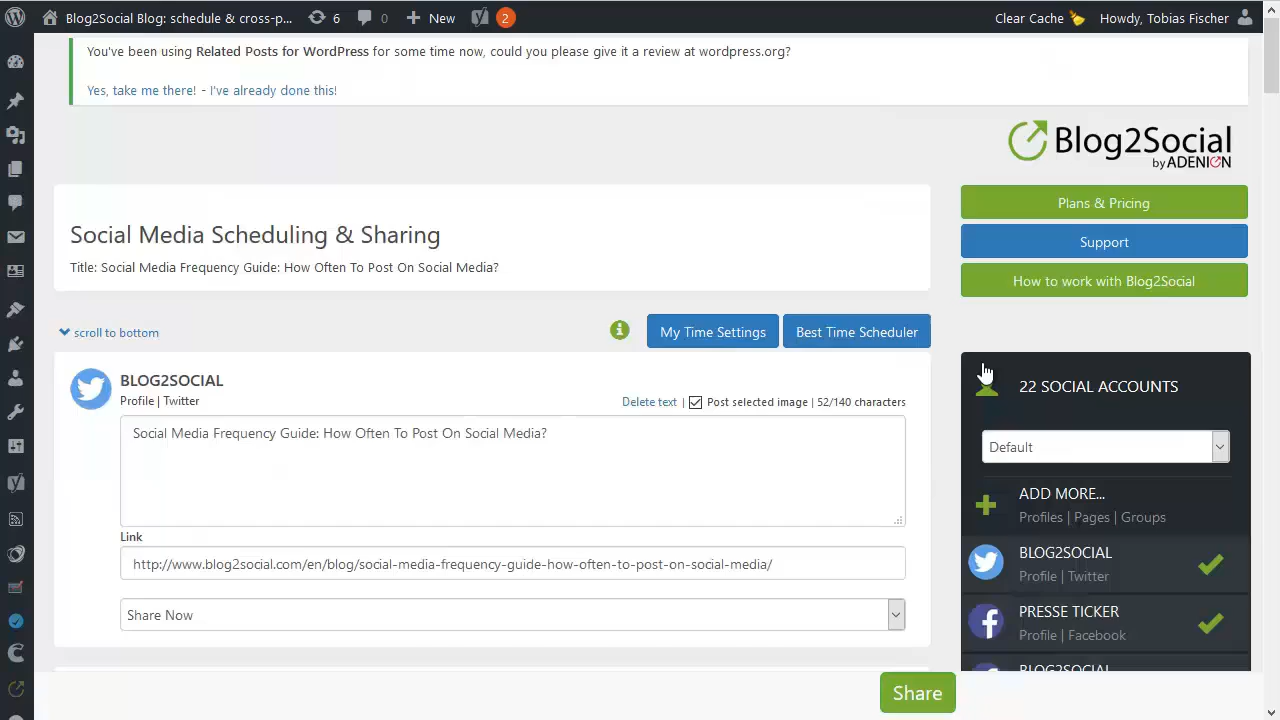 Blog2Social Blog: schedule & cross-p...
6
0
New
2
Clear Cache
Howdy, Tobias Fischer
You've been using Related Posts for WordPress for some time now, could you please give it a review at wordpress.org?
Yes, take me there! - I've already done this!
Blog2Social
by ADENION
Plans & Pricing
Social Media Scheduling & Sharing
Support
Title: Social Media Frequency Guide: How Often To Post On Social Media?
How to work with Blog2Social
scroll to bottom
My Time Settings
Best Time Scheduler
BLOG2SOCIAL
Profile | Twitter
Delete text | Post selected image | 52/140 characters
Social Media Frequency Guide: How Often To Post On Social Media?
Link
http://www.blog2social.com/en/blog/social-media-frequency-guide-how-often-to-post-on-social-media/
Share Now
22 SOCIAL ACCOUNTS
Default
ADD MORE...
Profiles | Pages | Groups
BLOG2SOCIAL
Profile | Twitter
PRESSE TICKER
Profile | Facebook
BLOG2SOCIAL
Share